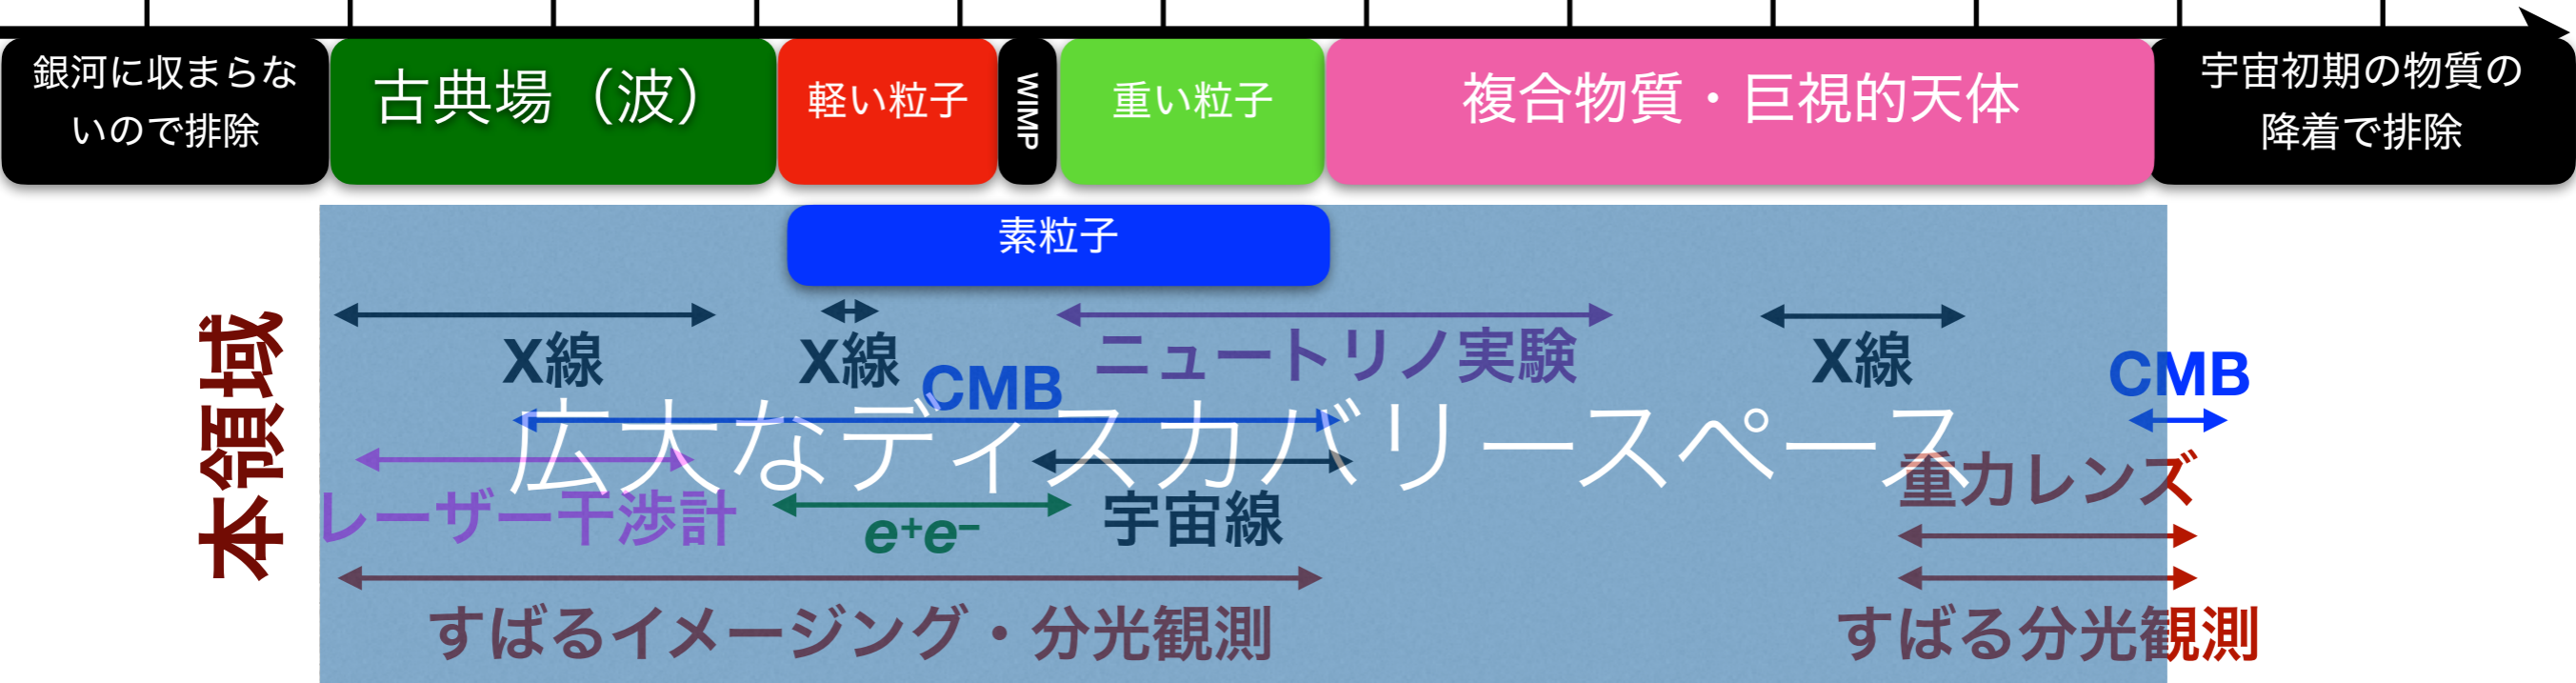 銀河に収まらな
いので排除
古典場（波）
軽い粒子
WIMP
重い粒子
複合物質・巨視的天体
宇宙初期の物質の
降着で排除
素粒子
本領域
X線
X線
ニュートリノ実験
X線
CMB
CMB
広大なディスカバリースペース
レーザー干渉計
e⁺e⁻
宇宙線
重力レンズ
すばるイメージング・分光観測
すばる分光観測